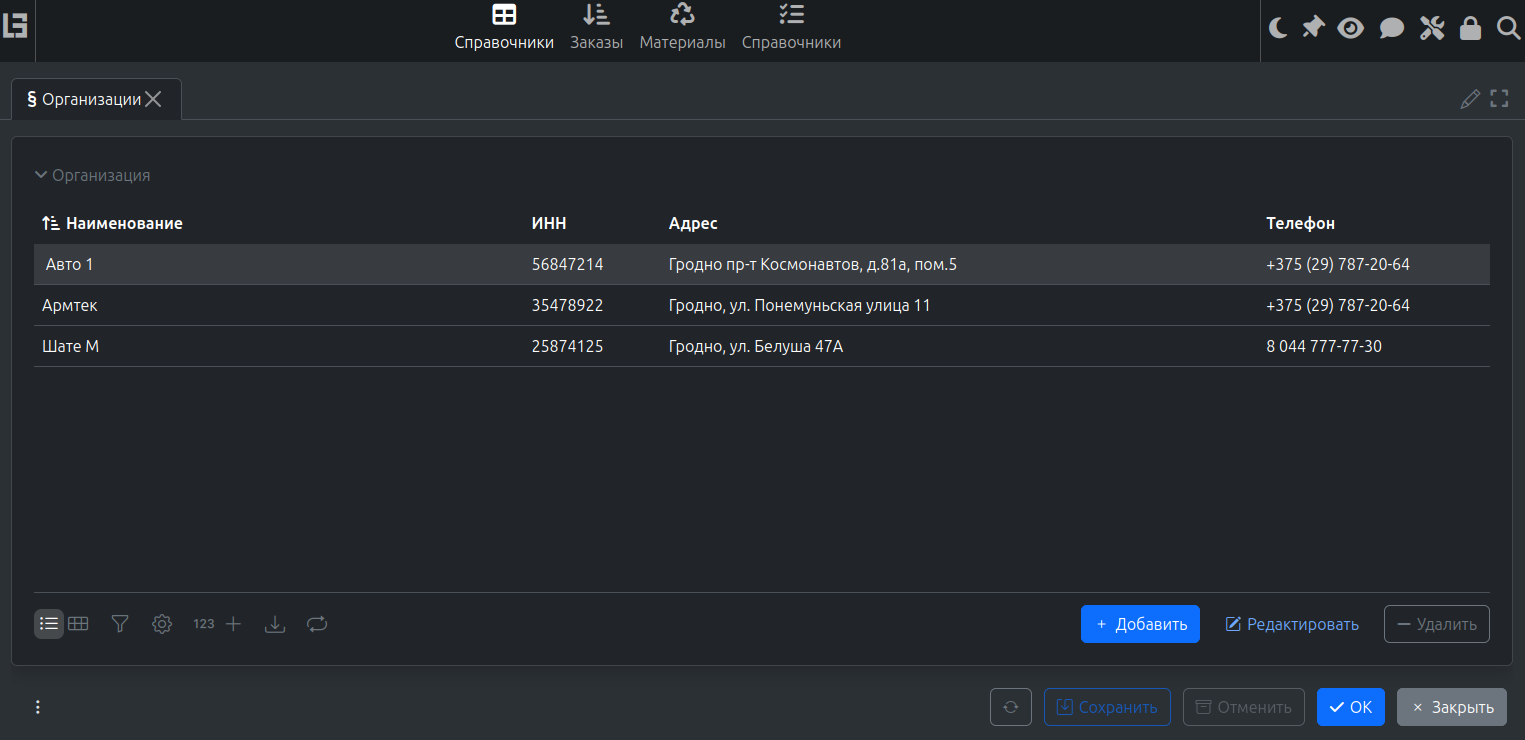 Справочники Заказы Материалы Справочники
§ Организации
Организация
Наименование ИНН Адрес Телефон
Авто 1 56847214 Гродно пр-т Космонавтов, д.81а, пом.5 +375 (29) 787-20-64
Армтек 35478922 Гродно, ул. Понемуньская улица 11 +375 (29) 787-20-64
Шате М 25874125 Гродно, ул. Белуша 47А 8 044 777-77-30
123 + Добавить Редактировать — Удалить
Сохранить Отменить ОК × Закрыть